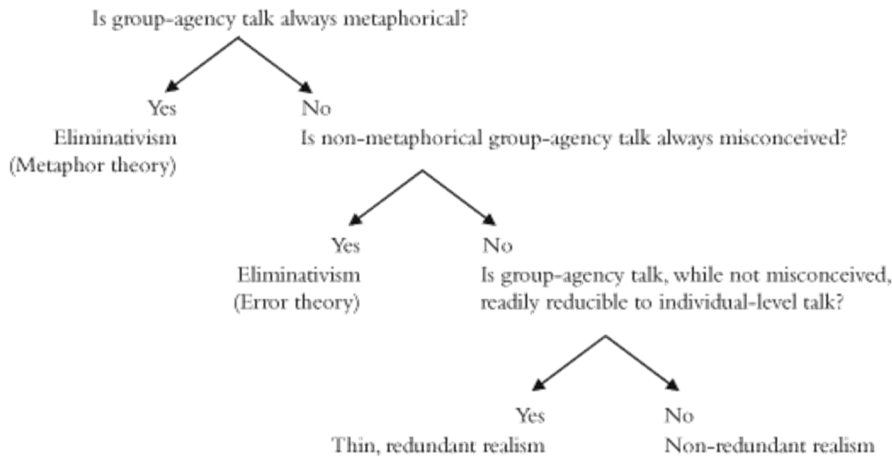 Is group-agency talk always metaphorical?
Yes
No
Eliminativism
(Metaphor theory)
Is non-metaphorical group-agency talk always misconceived?
Yes
No
Eliminativism
(Error theory)
Is group-agency talk, while not misconceived,
readily reducible to individual-level talk?
Yes
No
Thin, redundant realism
Non-redundant realism